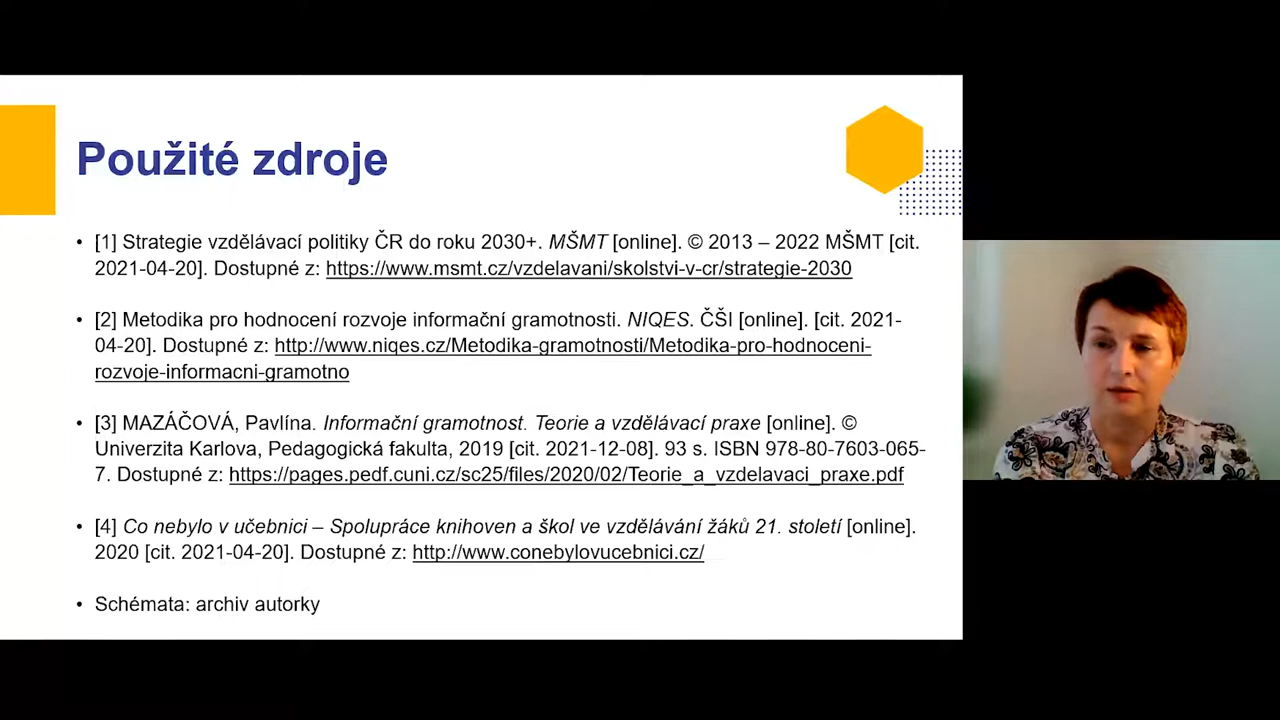 Použité zdroje
• [1] Strategie vzdělávací politiky ČR do roku 2030+. MŠMT [online]. © 2013 – 2022 MŠMT [cit.
2021-04-20]. Dostupné z: https://www.msmt.cz/vzdelavani/skolstvi-v-cr/strategie-2030
• [2] Metodika pro hodnocení rozvoje informační gramotnosti. NIQES. ČŠI [online]. [cit. 2021-
04-20]. Dostupné z: http://www.niqes.cz/Metodika-gramotnosti/Metodika-pro-hodnoceni-
rozvoje-informacni-gramotno
• [3] MAZÁČOVÁ, Pavlína. Informační gramotnost. Teorie a vzdělávací praxe [online]. ©
Univerzita Karlova, Pedagogická fakulta, 2019 [cit. 2021-12-08]. 93 s. ISBN 978-80-7603-065-
7. Dostupné z: https://pages.pedf.cuni.cz/sc25/files/2020/02/Teorie_a_vzdelavaci_praxe.pdf
• [4] Co nebylo v učebnici – Spolupráce knihoven a škol ve vzdělávání žáků 21. století [online].
2020 [cit. 2021-04-20]. Dostupné z: http://www.conebylovucebnici.cz/
• Schémata: archiv autorky